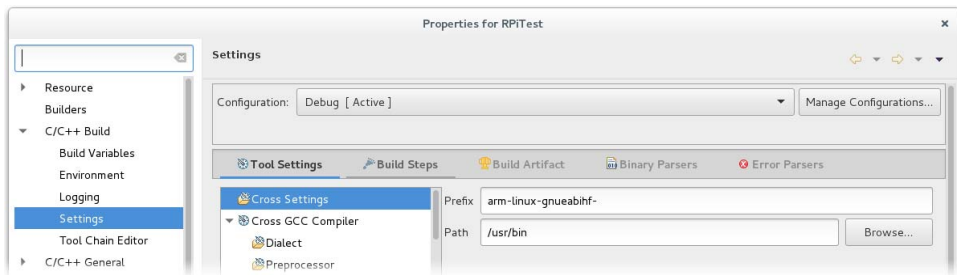 Properties for RPiTest
Settings
Resource
Builders
C/C++ Build
Build Variables
Environment
Logging
Settings
Tool Chain Editor
C/C++ General
Configuration: Debug [ Active ] Manage Configurations...
Tool Settings Build Steps Build Artifact Binary Parsers Error Parsers
Cross Settings
Cross GCC Compiler
Dialect
Preprocessor
Prefix arm-linux-gnueabihf-
Path /usr/bin Browse...